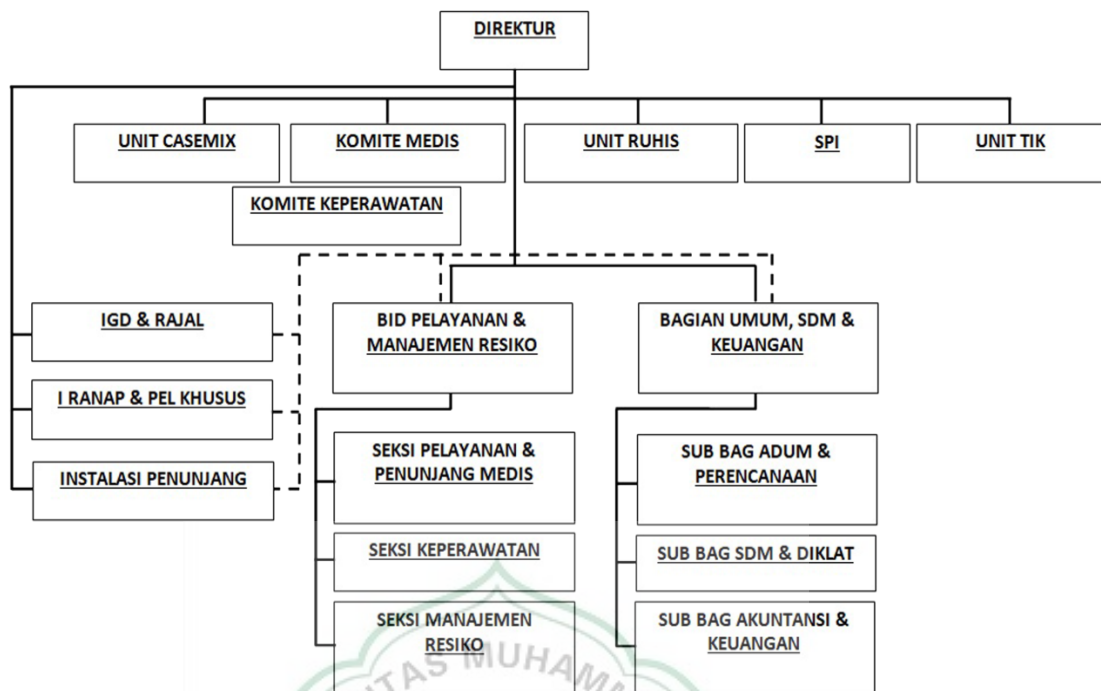 DIREKTUR
UNIT CASEMIX
KOMITE MEDIS
UNIT RUHIS
SPI
UNIT TIK
KOMITE KEPERAWATAN
IGD & RAJAL
BID PELAYANAN &
MANAJEMEN RESIKO
BAGIAN UMUM, SDM &
KEUANGAN
I RANAP & PEL KHUSUS
INSTALASI PENUNJANG
SEKSI PELAYANAN &
PENUNJANG MEDIS
SUB BAG ADUM &
PERENCANAAN
SEKSI KEPERAWATAN
SUB BAG SDM & DIKLAT
SEKSI MANAJEMEN
RESIKO
SUB BAG AKUNTANSI &
KEUANGAN